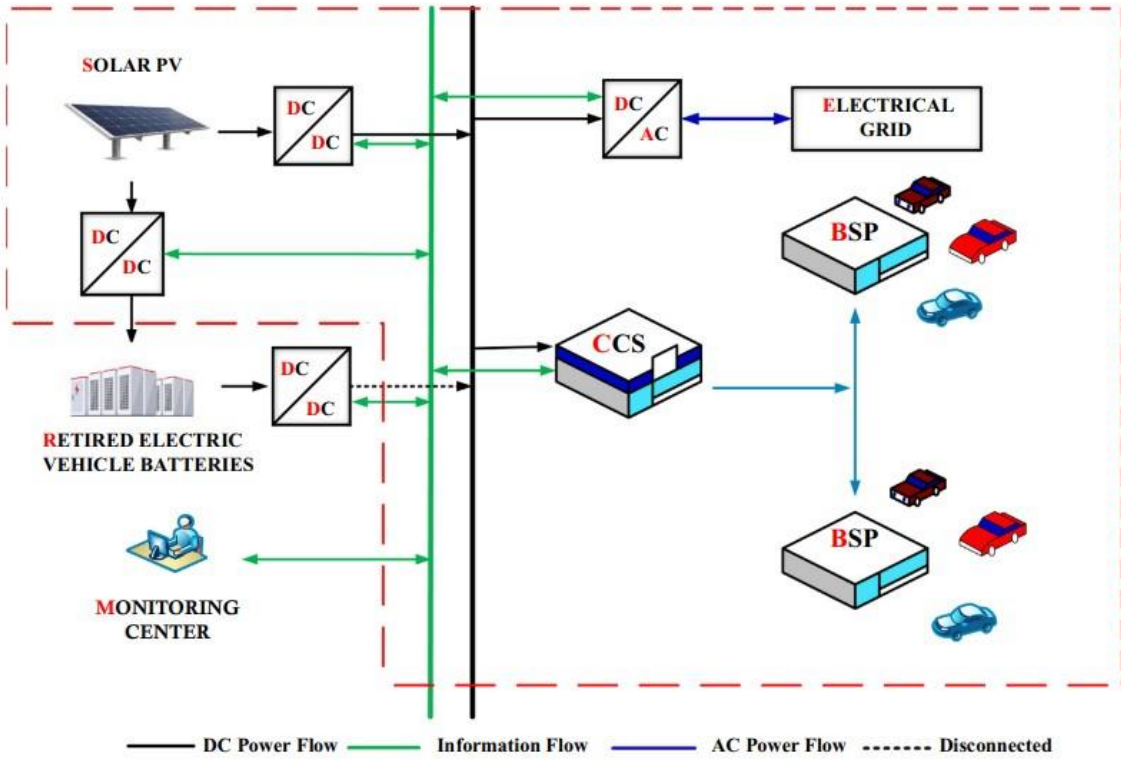 SOLAR PV
DC
DC
DC
AC
ELECTRICAL
GRID
DC
DC
BSP
CCS
DC
DC
RETIRED ELECTRIC
VEHICLE BATTERIES
BSP
MONITORING
CENTER
DC Power Flow
Information Flow
AC Power Flow
Disconnected